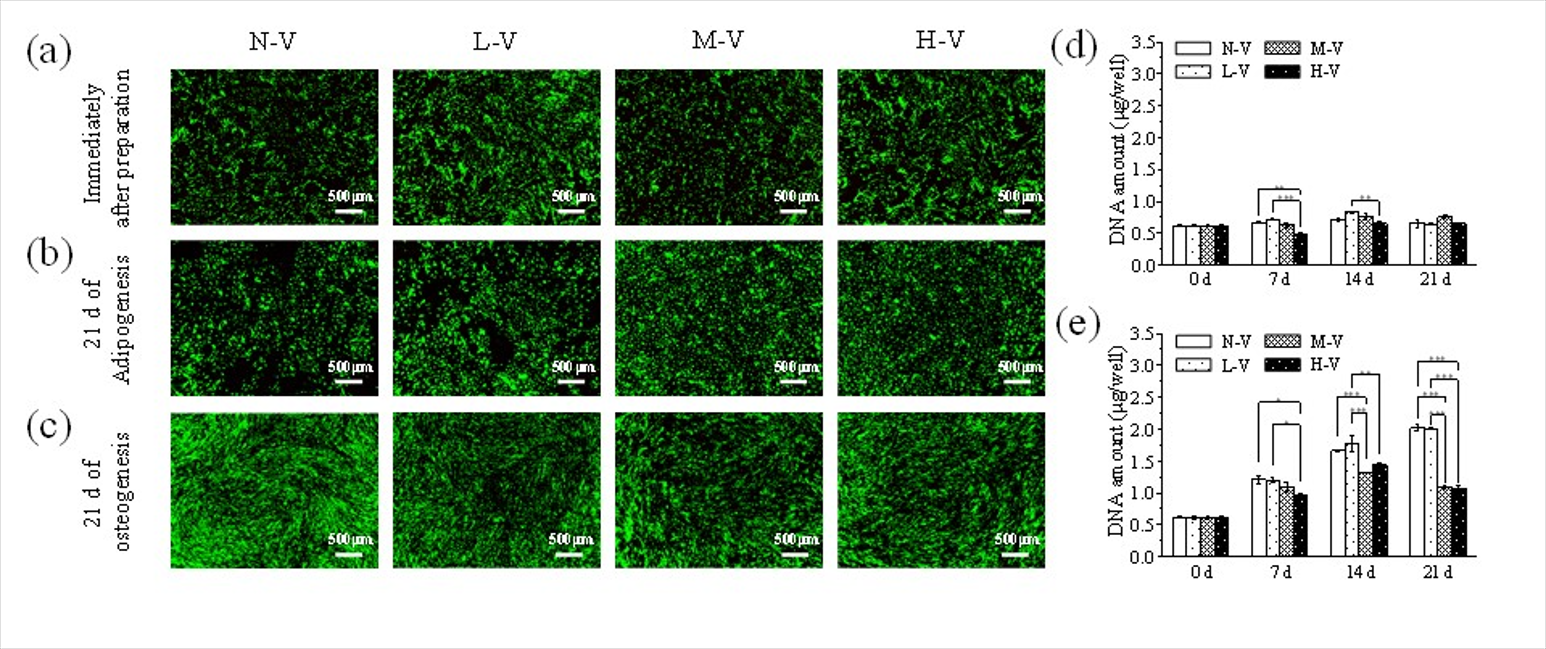 (a)
N-V
L-V
M-V
H-V
Immediately
after preparation
500 μm
500 μm
500 μm
500 μm
(b)
21 d of
Adipogenesis
500 μm
500 μm
500 μm
500 μm
(c)
21 d of
osteogenesis
500 μm
500 μm
500 μm
500 μm
(d)
DNA amount (μg/well)
3.5
3.0
2.5
2.0
1.5
1.0
0.5
0.0
N-V
M-V
L-V
H-V
**
***
**
0 d
7 d
14 d
21 d
(e)
DNA amount (μg/well)
3.5
3.0
2.5
2.0
1.5
1.0
0.5
0.0
N-V
M-V
L-V
H-V
*
*
**
***
***
***
***
***
***
0 d
7 d
14 d
21 d